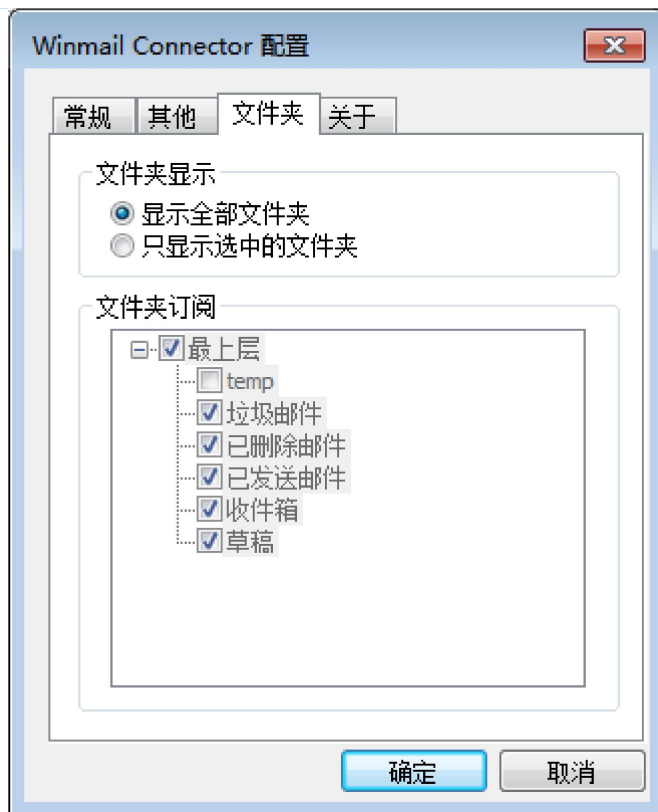 Winmail Connector 配置
常规 其他 文件夹 关于
文件夹显示
显示全部文件夹
只显示选中的文件夹
文件夹订阅
最上层
temp
垃圾邮件
已删除邮件
已发送邮件
收件箱
草稿
确定 取消